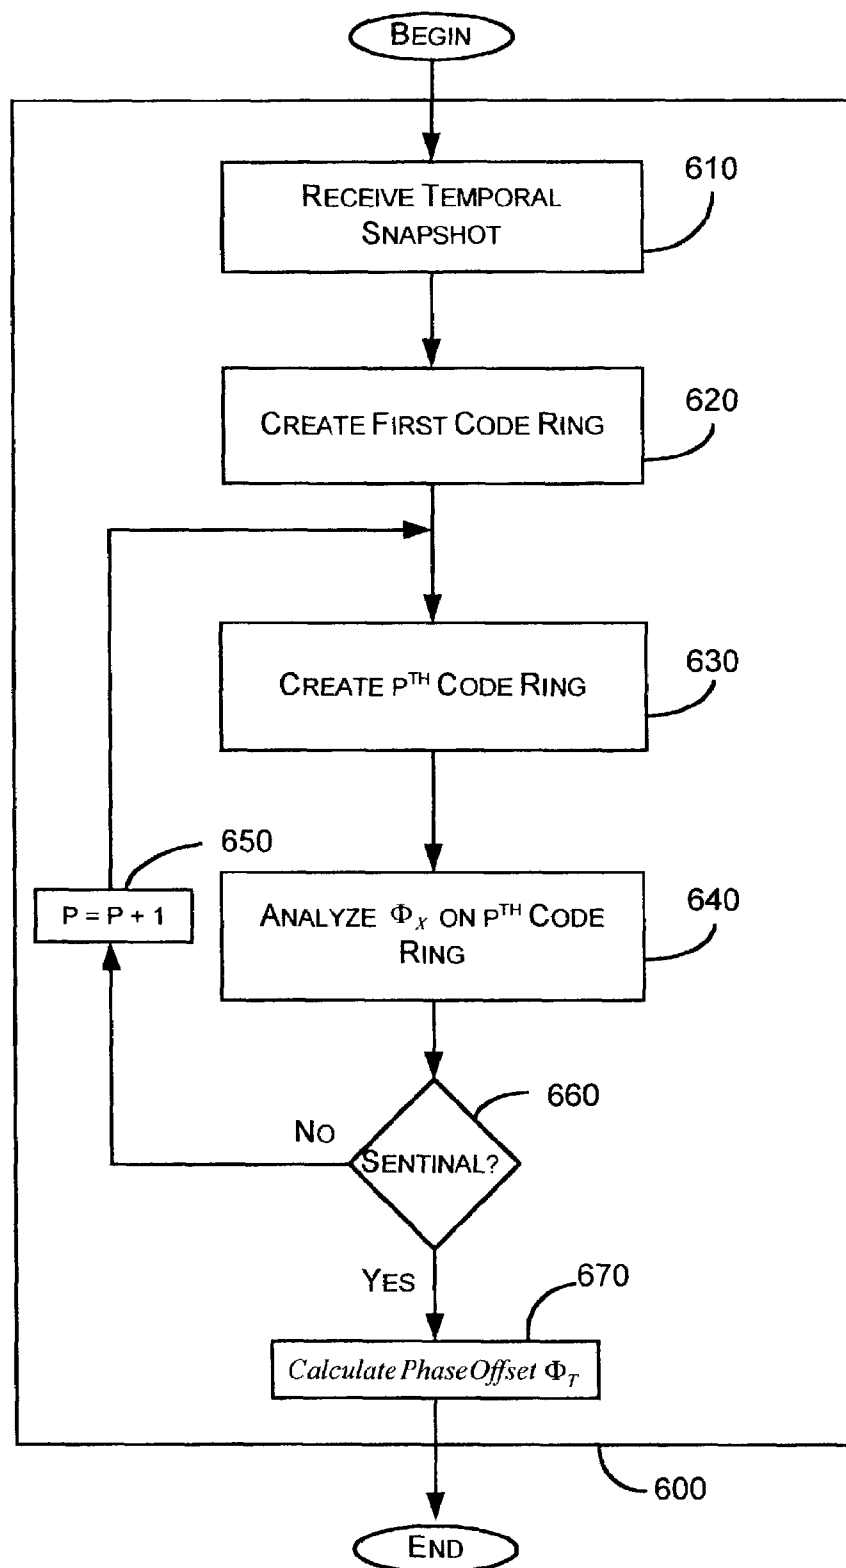 BEGIN
RECEIVE TEMPORAL
SNAPSHOT
610
CREATE FIRST CODE RING
620
CREATE PTH CODE RING
630
650
P = P + 1
ANALYZE ΦX ON PTH CODE
RING
640
660
NO
SENTINAL?
YES
670
Calculate Phase Offset ΦT
600
END